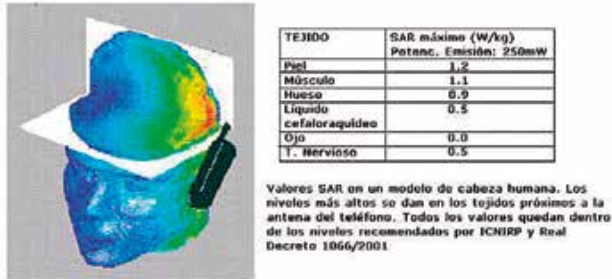 TEJIDO SAR máximo (W/kg)
Potenc. Emisión: 250mW
Piel 1.2
Músculo 1.1
Hueso 0.9
Líquido 0.5
cefaloraquídeo
Ojo 0.0
T. Nervioso 0.5
Valores SAR en un modelo de cabeza humana. Los
niveles más altos se dan en los tejidos próximos a la
antena del teléfono. Todos los valores quedan dentro
de los niveles recomendados por ICNIRP y Real
Decreto 1066/2001